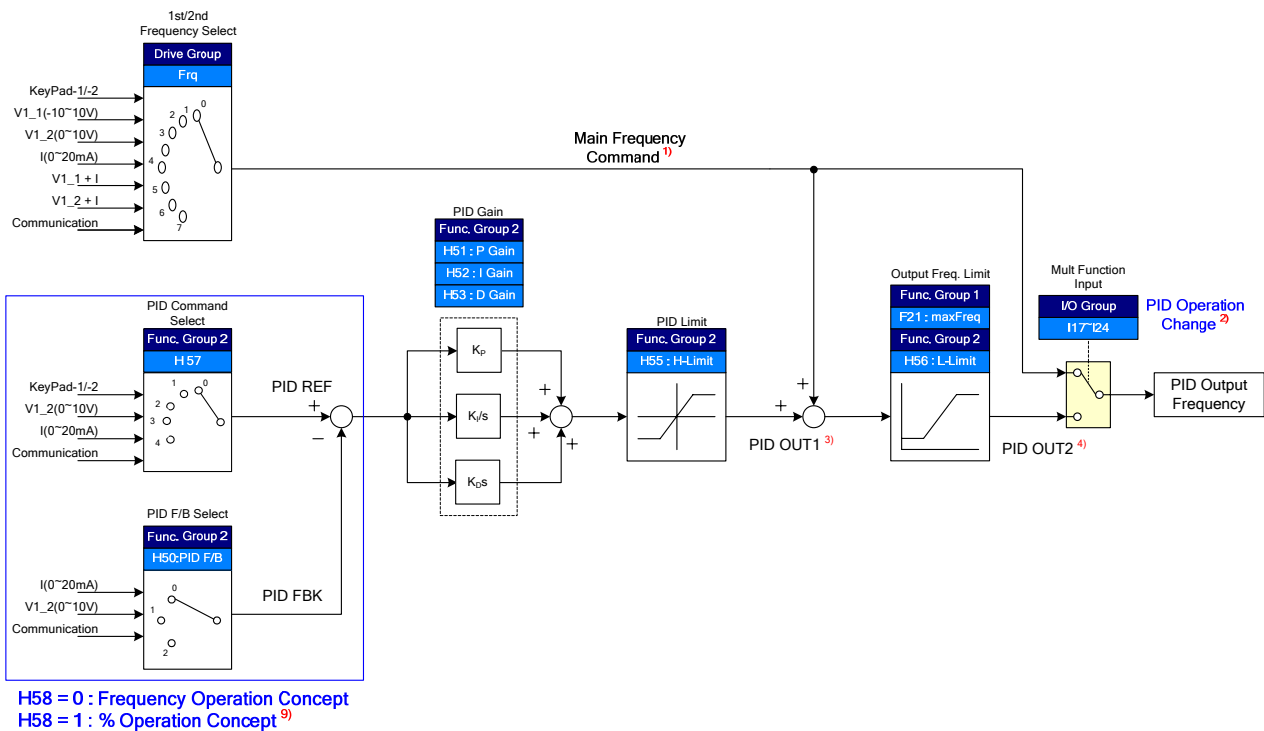 1st/2nd
Frequency Select
Drive Group
Frq
KeyPad-1/-2
V1_1(-10~10V)
V1_2(0~10V)
I(0~20mA)
V1_1 + I
V1_2 + I
Communication
0
1
2
3
4
5
6
7
Main Frequency
Command 1)
PID Gain
Func. Group 2
H51 : P Gain
H52 : I Gain
H53 : D Gain
PID Command
Select
Func. Group 2
H 57
KeyPad-1/-2
V1_2(0~10V)
I(0~20mA)
Communication
0
1
2
3
4
PID REF
+
−
KP
KI/s
KDs
+
+
+
PID Limit
Func. Group 2
H55 : H-Limit
+
+
PID OUT1 3)
Output Freq. Limit
Func. Group 1
F21 : maxFreq
Func. Group 2
H56 : L-Limit
PID OUT2 4)
Mult Function
Input
I/O Group
I17~I24
PID Operation
Change 2)
PID Output
Frequency
PID F/B Select
Func. Group 2
H50:PID F/B
I(0~20mA)
V1_2(0~10V)
Communication
0
1
2
PID FBK
H58 = 0 : Frequency Operation Concept
H58 = 1 : % Operation Concept 9)